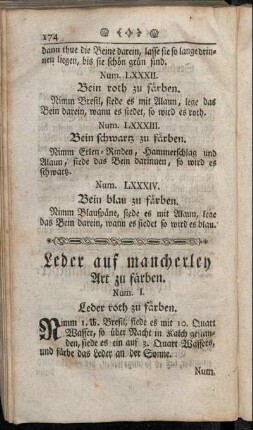 174
dann thue die Beine darein, lasse sie so lange drin-
nen liegen, bis sie schön grün sind.
Num. LXXXII.
Bein roth zu färben.
Nimm Bresil, siede es mit Alaun, lege das
Bein darein, wann es siedet, so wird es roth.
Num. LXXXIII.
Bein schwartz zu färben.
Nimm Erlen-Rinden, Hammerschlag und
Alaun, siede das Bein darinnen, so wird es
schwartz.
Num. LXXXIV.
Bein blau zu färben.
Nimm Blauspäne, siede es mit Alaun, lege
das Bein darein, wann es siedet so wird es blau.
Leder auf mancherley
Art zu färben.
Num. I.
Leder roth zu färben.
Nimm 1. ℔. Bresil, siede es mit 10. Quart
Wasser, so über Nacht in Kalch gestan-
den, siede es ein auf 3. Quart Wassers,
und färbe das Leder an der Sonne.
Num.